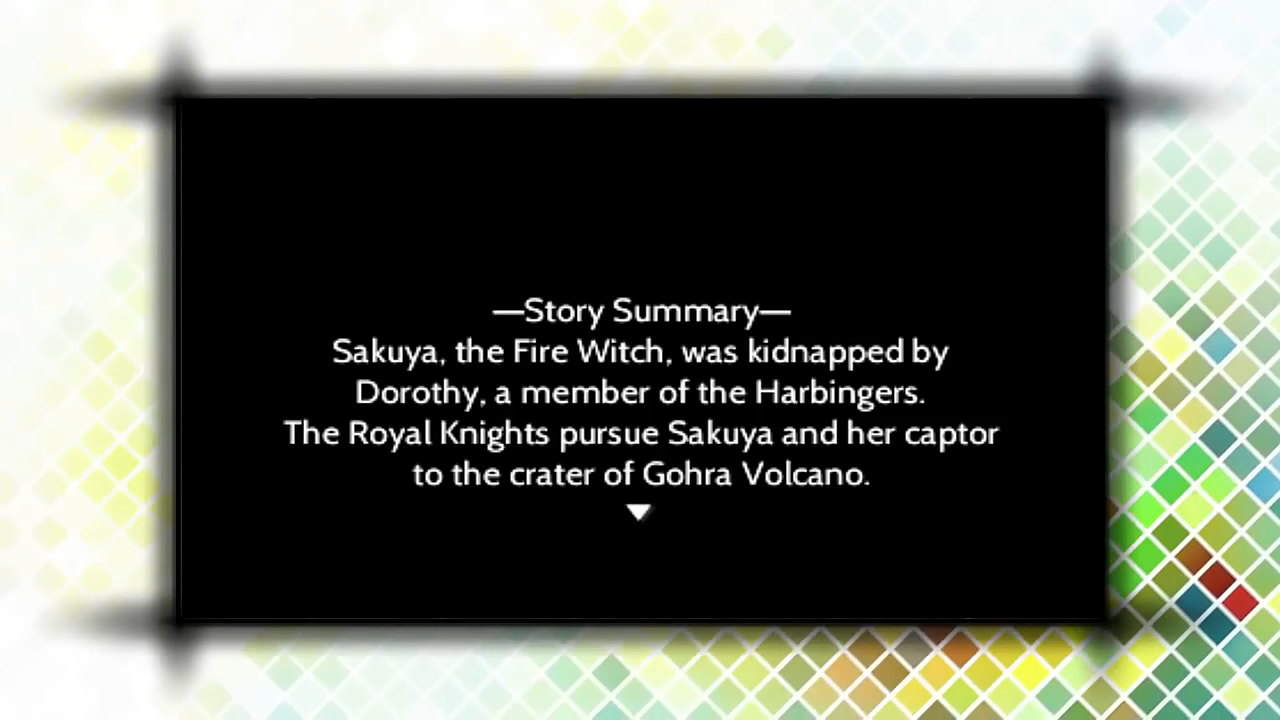 —Story Summary—
Sakuya, the Fire Witch, was kidnapped by
Dorothy, a member of the Harbingers.
The Royal Knights pursue Sakuya and her captor
to the crater of Gohra Volcano.